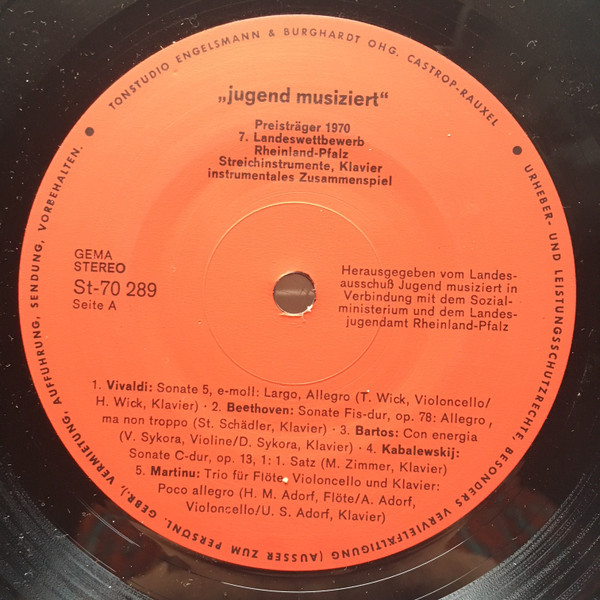 TONSTUDIO ENGELSMANN & BURGHARDT OHG. CASTROP-RAUXEL
„jugend musiziert“
Preisträger 1970
7. Landeswettbewerb
Rheinland-Pfalz
Streichinstrumente, Klavier
instrumentales Zusammenspiel
GEMA
STEREO
St-70 289
Seite A
Herausgegeben vom Landes-
ausschuß Jugend musiziert in
Verbindung mit dem Sozial-
ministerium und dem Landes-
jugendamt Rheinland-Pfalz
1. Vivaldi: Sonate 5, e-moll: Largo, Allegro (T. Wick, Violoncello/
H. Wick, Klavier) · 2. Beethoven: Sonate Fis-dur, op. 78: Allegro,
ma non troppo (St. Schädler, Klavier) · 3. Bartos: Con energia
(V. Sykora, Violine/D. Sykora, Klavier) · 4. Kabalewskij:
Sonate C-dur, op. 13, 1: 1. Satz (M. Zimmer, Klavier)
5. Martinu: Trio für Flöte, Violoncello und Klavier:
Poco allegro (H. M. Adorf, Flöte/A. Adorf,
Violoncello/U. S. Adorf, Klavier)
URHEBER- UND LEISTUNGSSCHUTZRECHTE, BESONDERS VERVIELFÄLTIGUNG (AUSSER ZUM PERSÖNL. GEBR.), VERMIETUNG, AUFFÜHRUNG, SENDUNG, VORBEHALTEN.